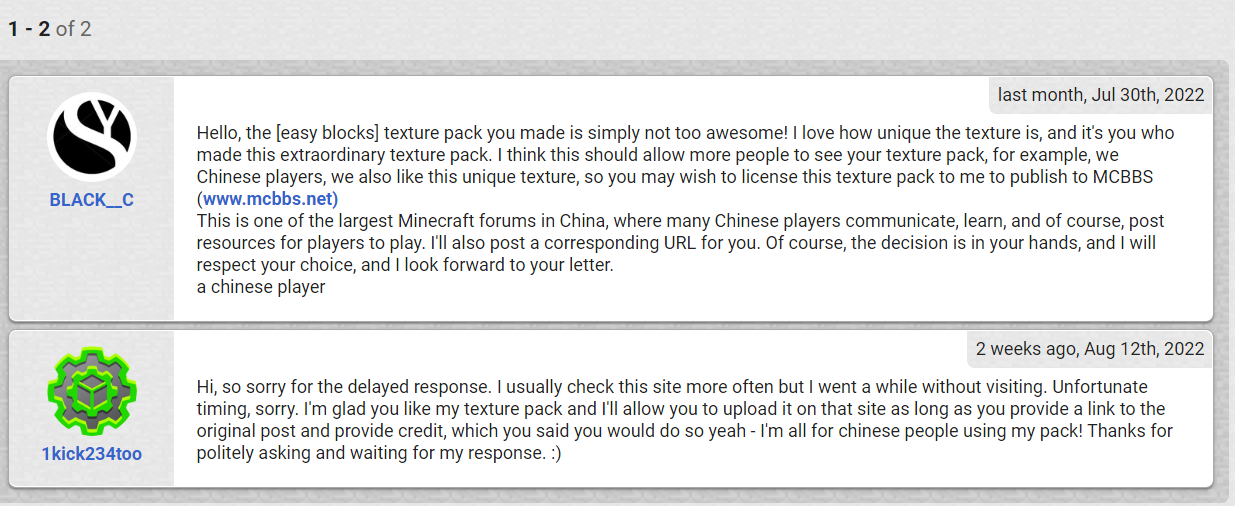 1 - 2 of 2
last month, Jul 30th, 2022
BLACK__C
Hello, the [easy blocks] texture pack you made is simply not too awesome! I love how unique the texture is, and it's you who
made this extraordinary texture pack. I think this should allow more people to see your texture pack, for example, we
Chinese players, we also like this unique texture, so you may wish to license this texture pack to me to publish to MCBBS
(www.mcbbs.net)
This is one of the largest Minecraft forums in China, where many Chinese players communicate, learn, and of course, post
resources for players to play. I'll also post a corresponding URL for you. Of course, the decision is in your hands, and I will
respect your choice, and I look forward to your letter.
a chinese player
2 weeks ago, Aug 12th, 2022
1kick234too
Hi, so sorry for the delayed response. I usually check this site more often but I went a while without visiting. Unfortunate
timing, sorry. I'm glad you like my texture pack and I'll allow you to upload it on that site as long as you provide a link to the
original post and provide credit, which you said you would do so yeah - I'm all for chinese people using my pack! Thanks for
politely asking and waiting for my response. :)